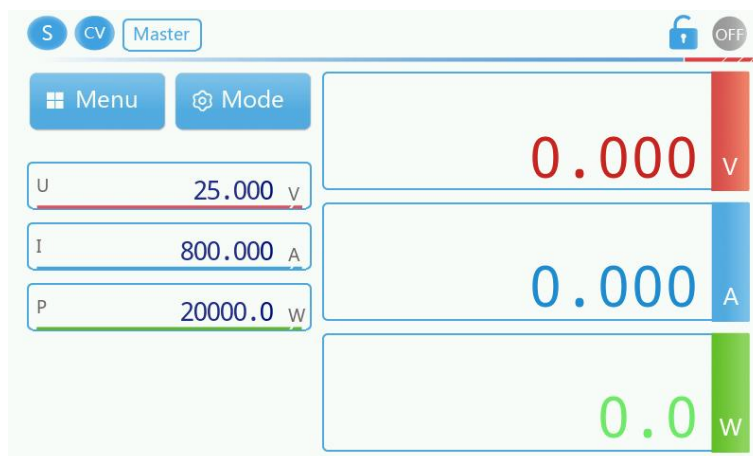 S CV Master OFF
Menu Mode
0.000 V
U 25.000 V
I 800.000 A
0.000 A
P 20000.0 W
0.0 W